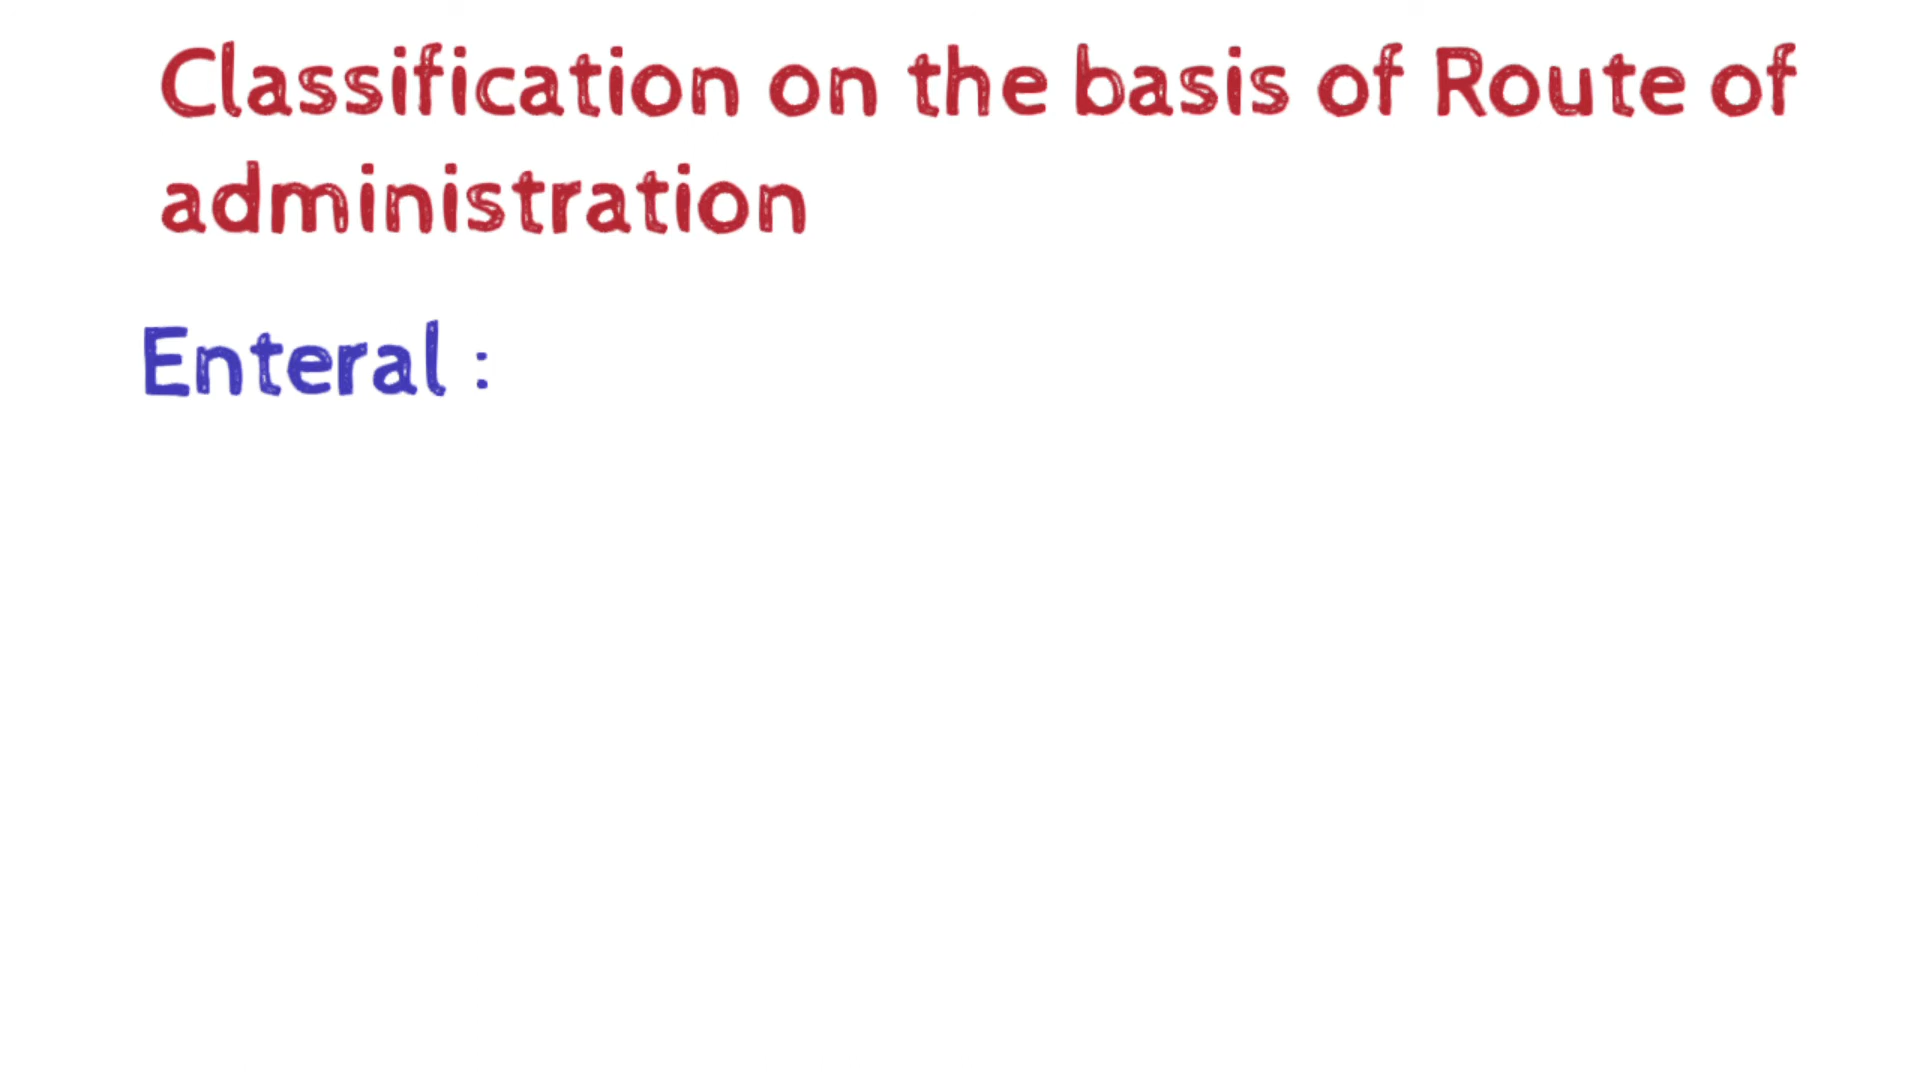 Classification on the basis of Route of
administration
Enteral :